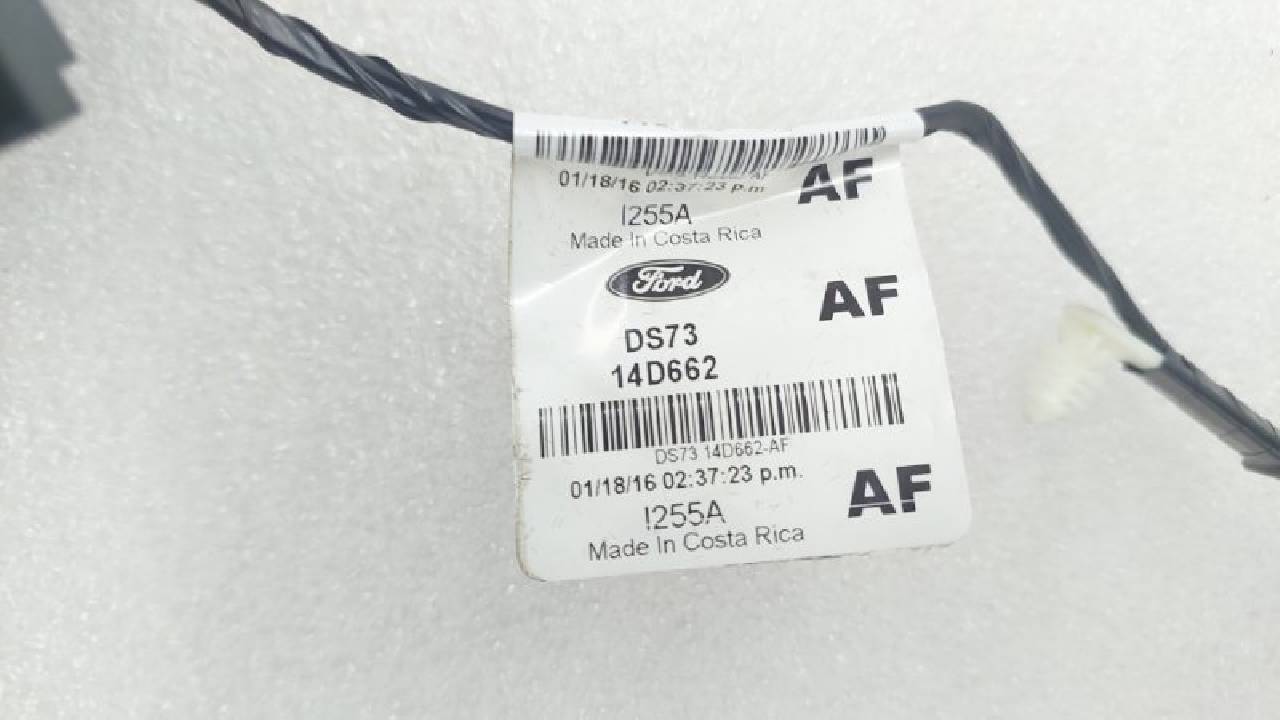 01/18/16 02:37:23 p.m
AF
I255A
Made In Costa Rica
Ford
AF
DS73
14D662
DS73 14D662-AF
01/18/16 02:37:23 p.m.
AF
I255A
Made In Costa Rica